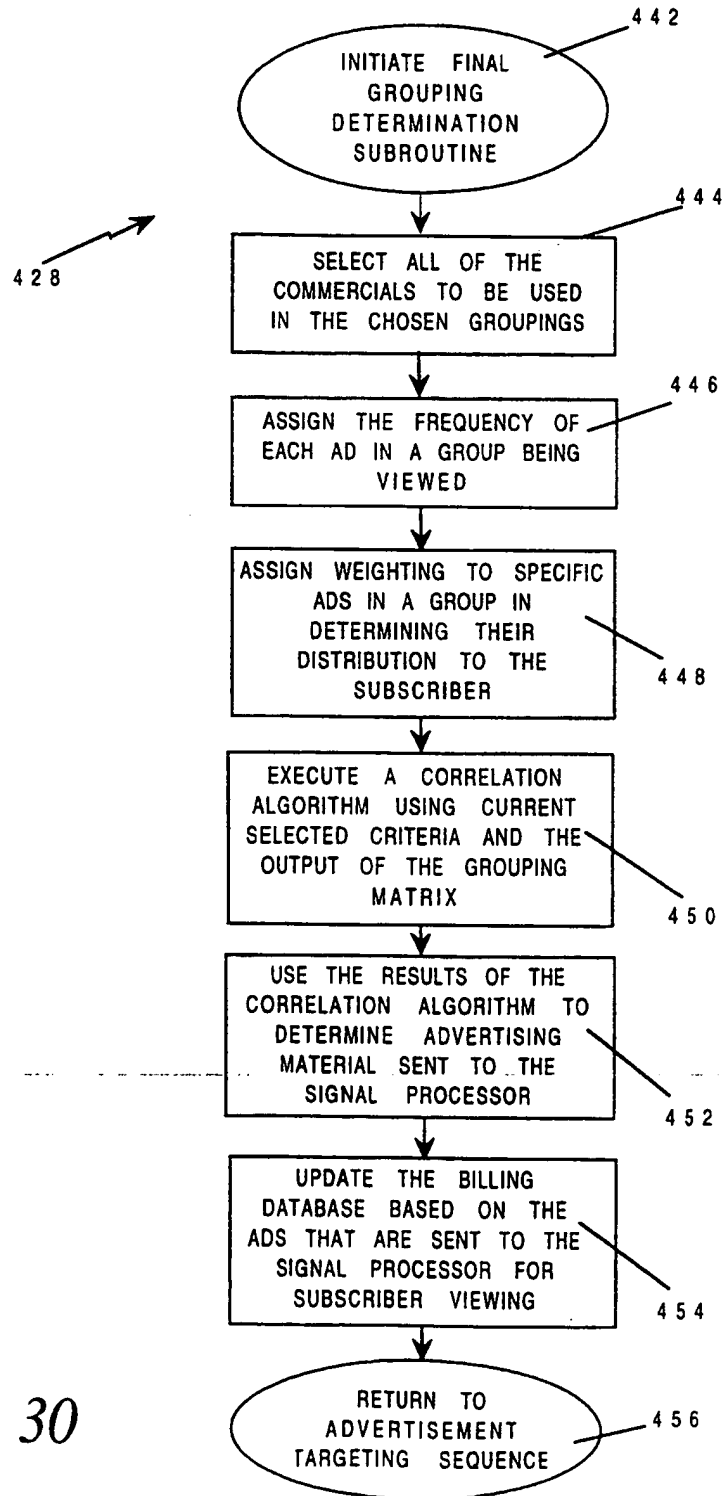 442
INITIATE FINAL
GROUPING
DETERMINATION
SUBROUTINE
444
428
SELECT ALL OF THE
COMMERCIALS TO BE USED
IN THE CHOSEN GROUPINGS
446
ASSIGN THE FREQUENCY OF
EACH AD IN A GROUP BEING
VIEWED
ASSIGN WEIGHTING TO SPECIFIC
ADS IN A GROUP IN
DETERMINING THEIR
DISTRIBUTION TO THE
SUBSCRIBER
448
EXECUTE A CORRELATION
ALGORITHM USING CURRENT
SELECTED CRITERIA AND THE
OUTPUT OF THE GROUPING
MATRIX
450
USE THE RESULTS OF THE
CORRELATION ALGORITHM TO
DETERMINE ADVERTISING
MATERIAL SENT TO THE
SIGNAL PROCESSOR
452
UPDATE THE BILLING
DATABASE BASED ON THE
ADS THAT ARE SENT TO THE
SIGNAL PROCESSOR FOR
SUBSCRIBER VIEWING
454
RETURN TO
ADVERTISEMENT
TARGETING SEQUENCE
456
30